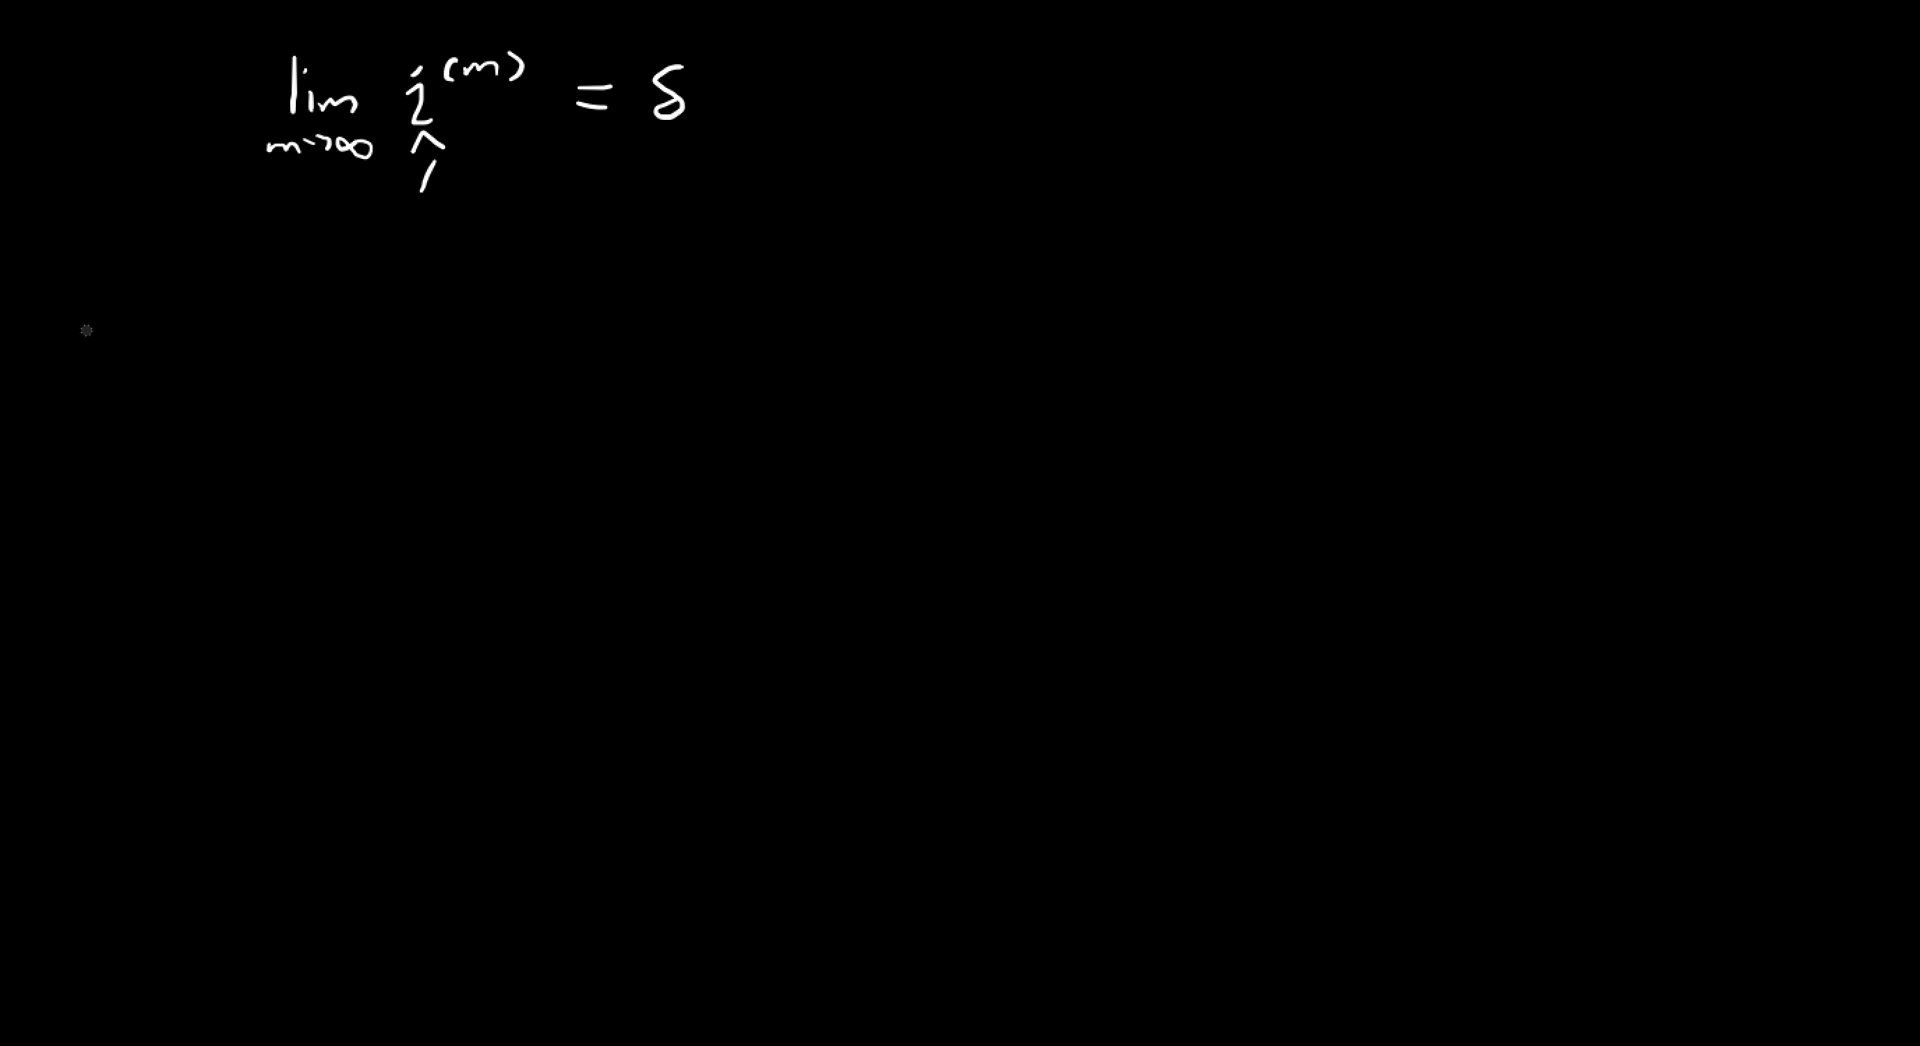 lim i^(m) = δ
m→∞